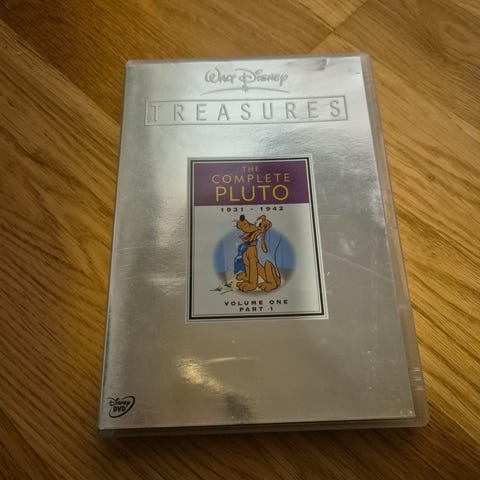 WALT DISNEY
TREASURES
THE
COMPLETE
PLUTO
1931 - 1942
VOLUME ONE
PART 1
DISNEY
DVD